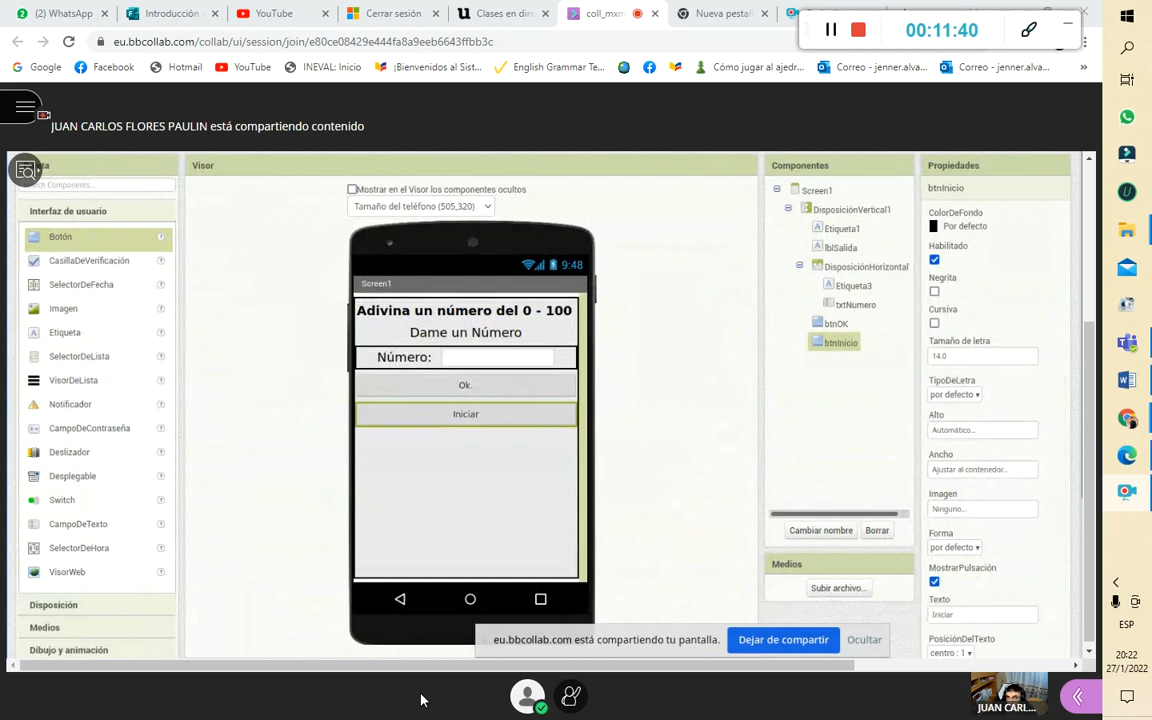 (2) WhatsApp
Introducción
YouTube
Cerrar sesión
Clases en dire
coll_mxm
Nueva pestañ
00:11:40
eu.bbcollab.com/collab/ui/session/join/e80ce08429e444fa8a9eeb6643ffbb3c
Google
Facebook
Hotmail
YouTube
INEVAL: Inicio
¡Bienvenidos al Sist...
English Grammar Te...
Cómo jugar al ajedr...
Correo - jenner.alva...
Correo - jenner.alva...
»
JUAN CARLOS FLORES PAULIN está compartiendo contenido
Visor
Componentes
Propiedades
Search Components...
Mostrar en el Visor los componentes ocultos
Tamaño del teléfono (505,320)
Interfaz de usuario
Botón
CasillaDeVerificación
SelectorDeFecha
Imagen
Etiqueta
SelectorDeLista
VisorDeLista
Notificador
CampoDeContraseña
Deslizador
Desplegable
Switch
CampoDeTexto
SelectorDeHora
VisorWeb
Disposición
Medios
Dibujo y animación
9:48
Screen1
Adivina un número del 0 - 100
Dame un Número
Número:
Ok.
Iniciar
Screen1
DisposiciónVertical1
Etiqueta1
lblSalida
DisposiciónHorizontal
Etiqueta3
txtNumero
btnOK
btnInicio
Cambiar nombre
Borrar
Medios
Subir archivo...
btnInicio
ColorDeFondo
Por defecto
Habilitado
Negrita
Cursiva
Tamaño de letra
14.0
TipoDeLetra
por defecto
Alto
Automático...
Ancho
Ajustar al contenedor...
Imagen
Ninguno...
Forma
por defecto
MostrarPulsación
Texto
Iniciar
PosiciónDelTexto
centro : 1
eu.bbcollab.com está compartiendo tu pantalla.
Dejar de compartir
Ocultar
JUAN CARL...
ESP
20:22
27/1/2022